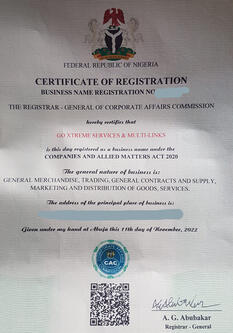 FEDERAL REPUBLIC OF NIGERIA
CERTIFICATE OF REGISTRATION
BUSINESS NAME REGISTRATION NO
THE REGISTRAR - GENERAL OF CORPORATE AFFAIRS COMMISSION
hereby certifies that
GO XTREME SERVICES & MULTI-LINKS
is this day registered as a business name under the
COMPANIES AND ALLIED MATTERS ACT 2020
The general nature of business is:
GENERAL MERCHANDISE, TRADING, GENERAL CONTRACTS AND SUPPLY,
MARKETING AND DISTRIBUTION OF GOODS, SERVICES.
The address of the principal place of business is:
Given under my hand at Abuja this 11th day of November, 2022
CAC
A. G. Abubakar
Registrar - General